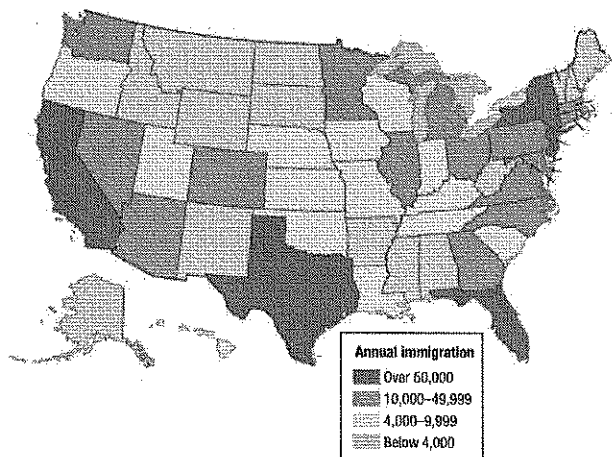 Annual immigration
Over 50,000
10,000–49,999
4,000–9,999
Below 4,000